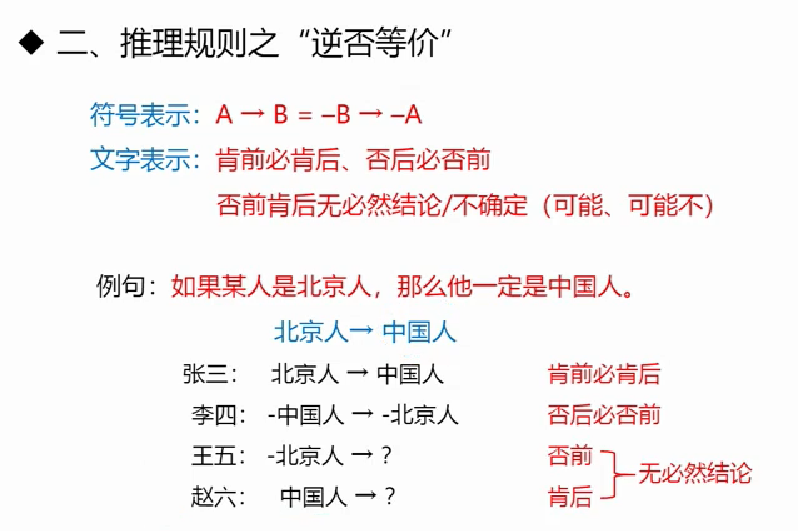 ◆ 二、推理规则之“逆否等价”
符号表示：A → B = –B → –A
文字表示：肯前必肯后、否后必否前
否前肯后无必然结论/不确定（可能、可能不）
例句：如果某人是北京人，那么他一定是中国人。
北京人→ 中国人
张三： 北京人 → 中国人 肯前必肯后
李四： -中国人 → -北京人 否后必否前
王五： -北京人 → ? 否前
无必然结论
赵六： 中国人 → ? 肯后